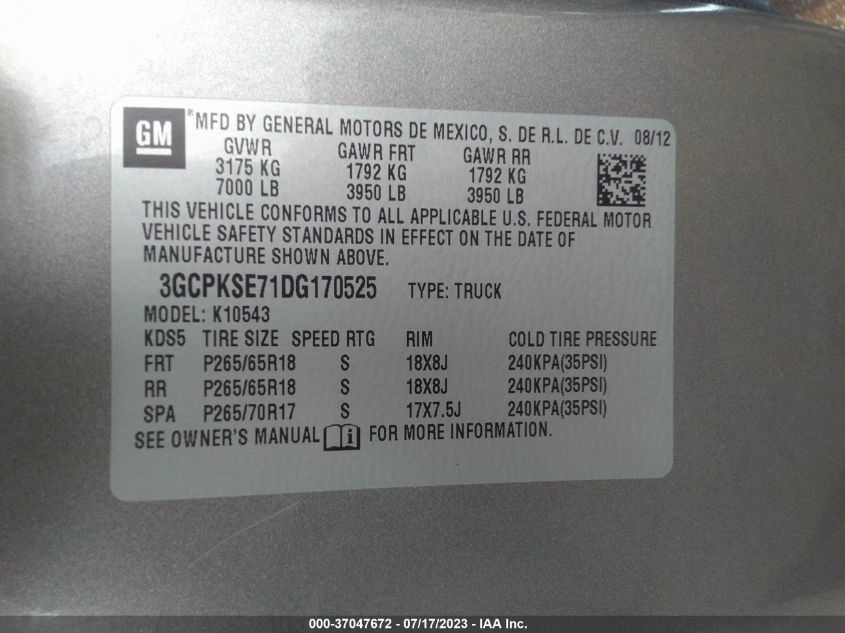 GM *MFD BY GENERAL MOTORS DE MEXICO, S. DE R.L. DE C.V. 08/12
GVWR GAWR FRT GAWR RR
3175 KG 1792 KG 1792 KG
7000 LB 3950 LB 3950 LB
THIS VEHICLE CONFORMS TO ALL APPLICABLE U.S. FEDERAL MOTOR
VEHICLE SAFETY STANDARDS IN EFFECT ON THE DATE OF
MANUFACTURE SHOWN ABOVE.
3GCPKSE71DG170525 TYPE: TRUCK
MODEL: K10543
KDS5 TIRE SIZE SPEED RTG RIM COLD TIRE PRESSURE
FRT P265/65R18 S 18X8J 240KPA(35PSI)
RR P265/65R18 S 18X8J 240KPA(35PSI)
SPA P265/70R17 S 17X7.5J 240KPA(35PSI)
SEE OWNER'S MANUAL i FOR MORE INFORMATION.
000-37047672 - 07/17/2023 - IAA Inc.